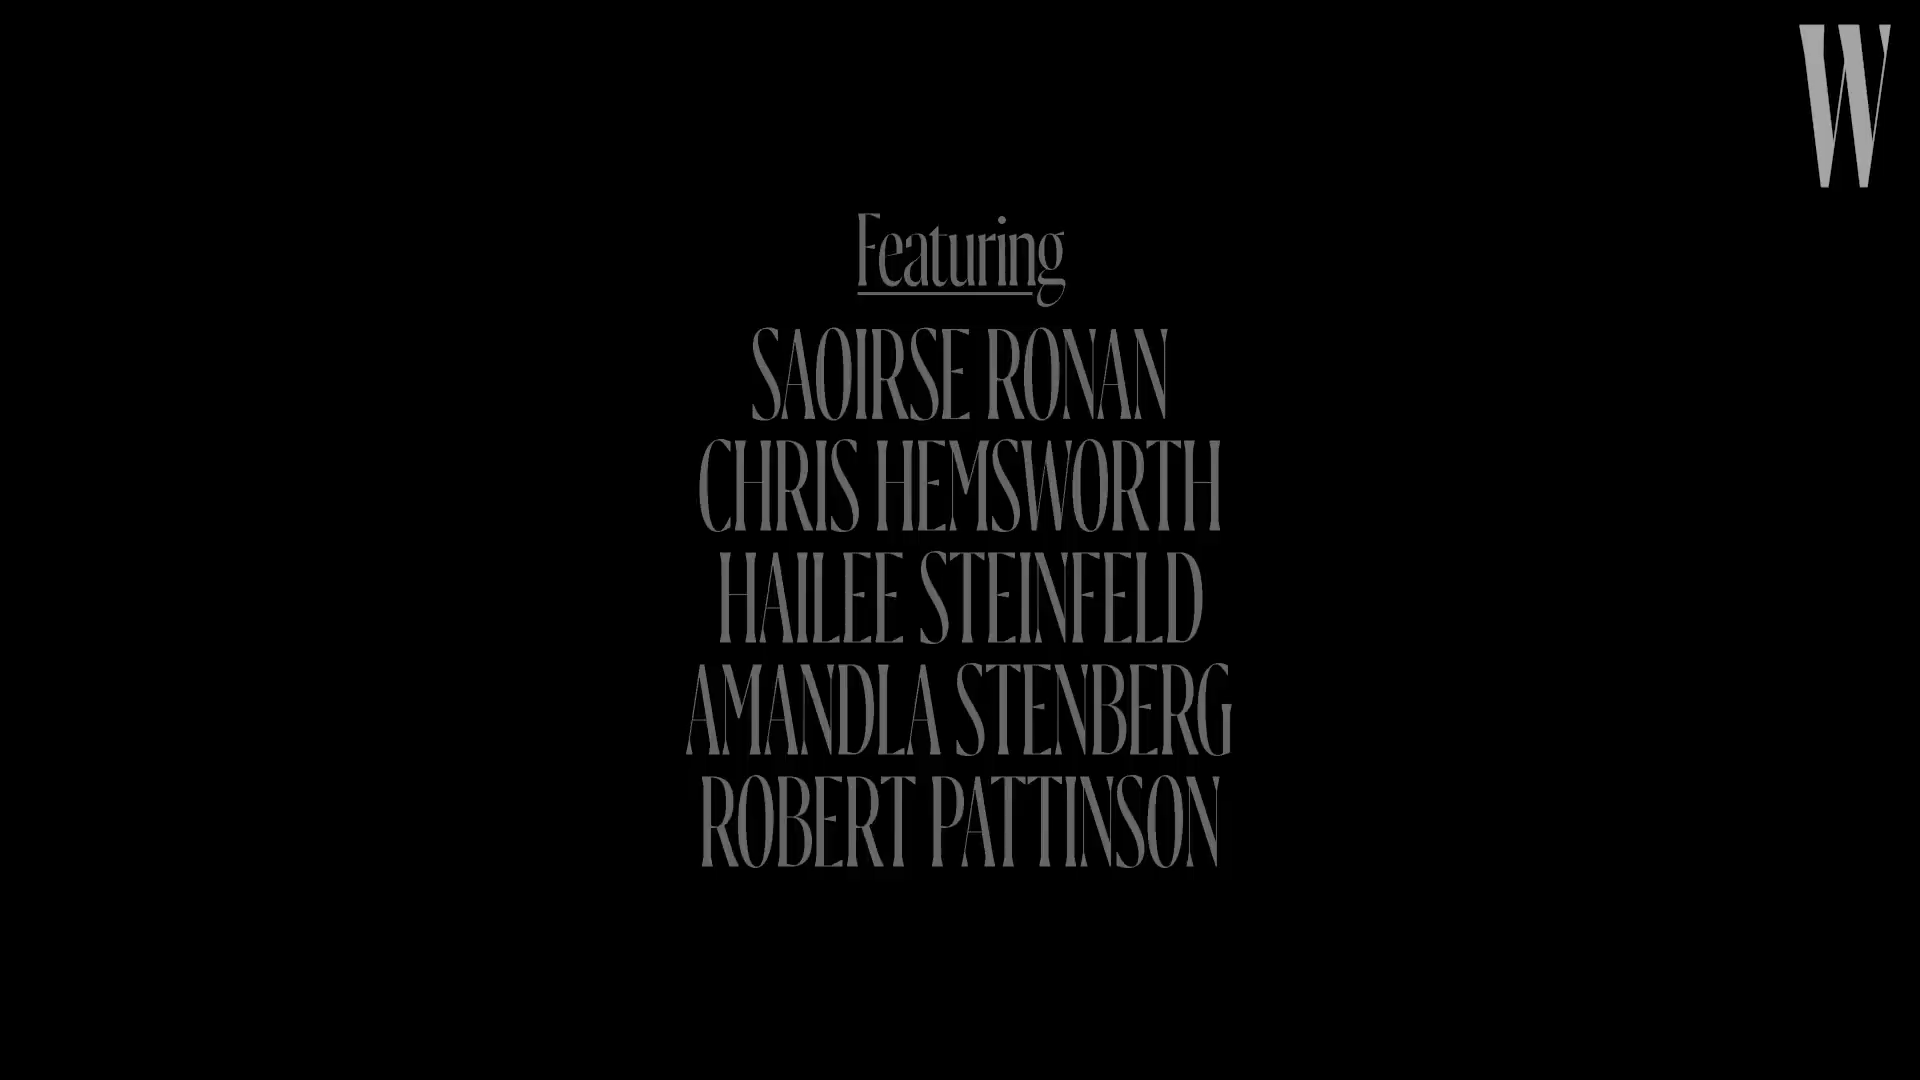 W
Featuring
SAOIRSE RONAN
CHRIS HEMSWORTH
HAILEE STEINFELD
AMANDLA STENBERG
ROBERT PATTINSON